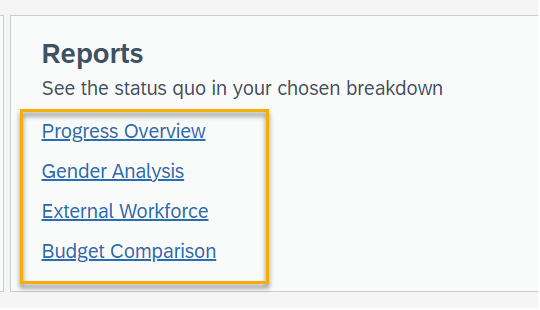 Reports
See the status quo in your chosen breakdown
Progress Overview
Gender Analysis
External Workforce
Budget Comparison